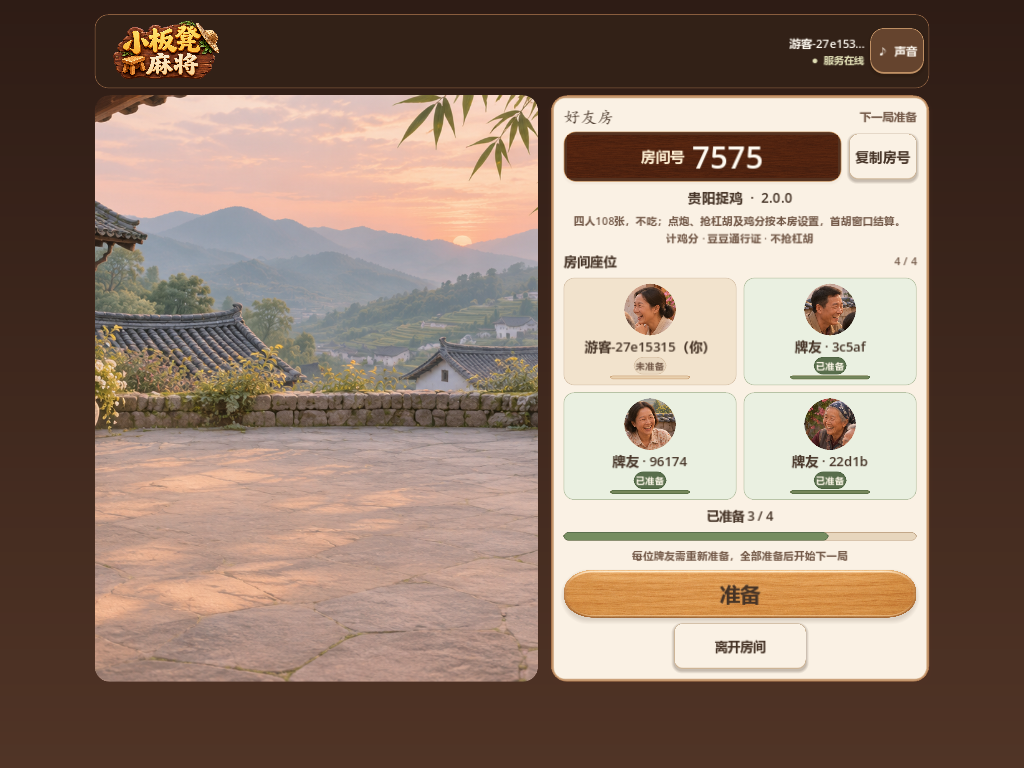 小板凳
麻将
游客-27e153...
● 服务在线
♪ 声音
好友房
下一局准备
房间号 7575
复制房号
贵阳捉鸡 · 2.0.0
四人108张，不吃；点炮、抢杠胡及鸡分按本房设置，首胡窗口结算。
计鸡分 · 豆豆通行证 · 不抢杠胡
房间座位
4 / 4
游客-27e15315（你）
未准备
牌友 · 3c5af
已准备
牌友 · 96174
已准备
牌友 · 22d1b
已准备
已准备 3 / 4
每位牌友需重新准备，全部准备后开始下一局
准备
离开房间